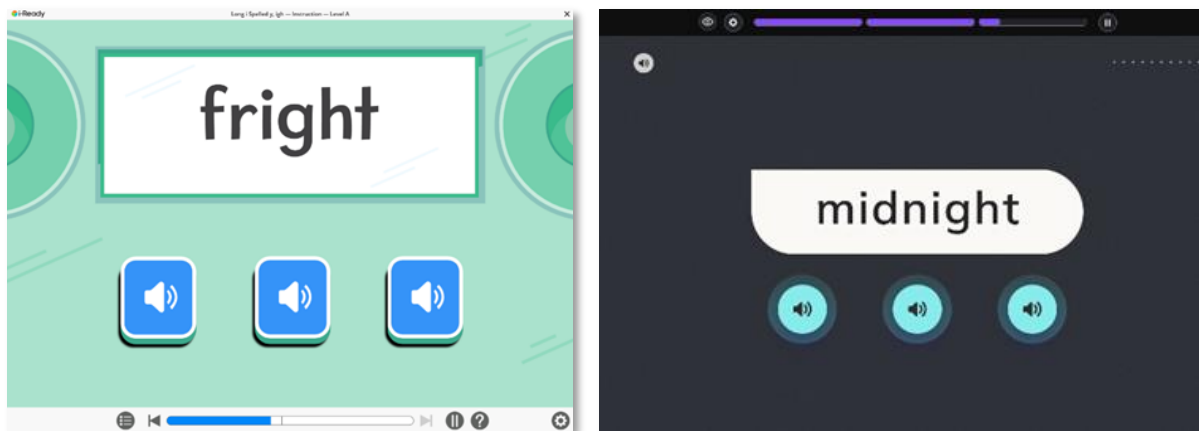 i-Ready
Long i Spelled y, igh — Instruction — Level A
fright
midnight